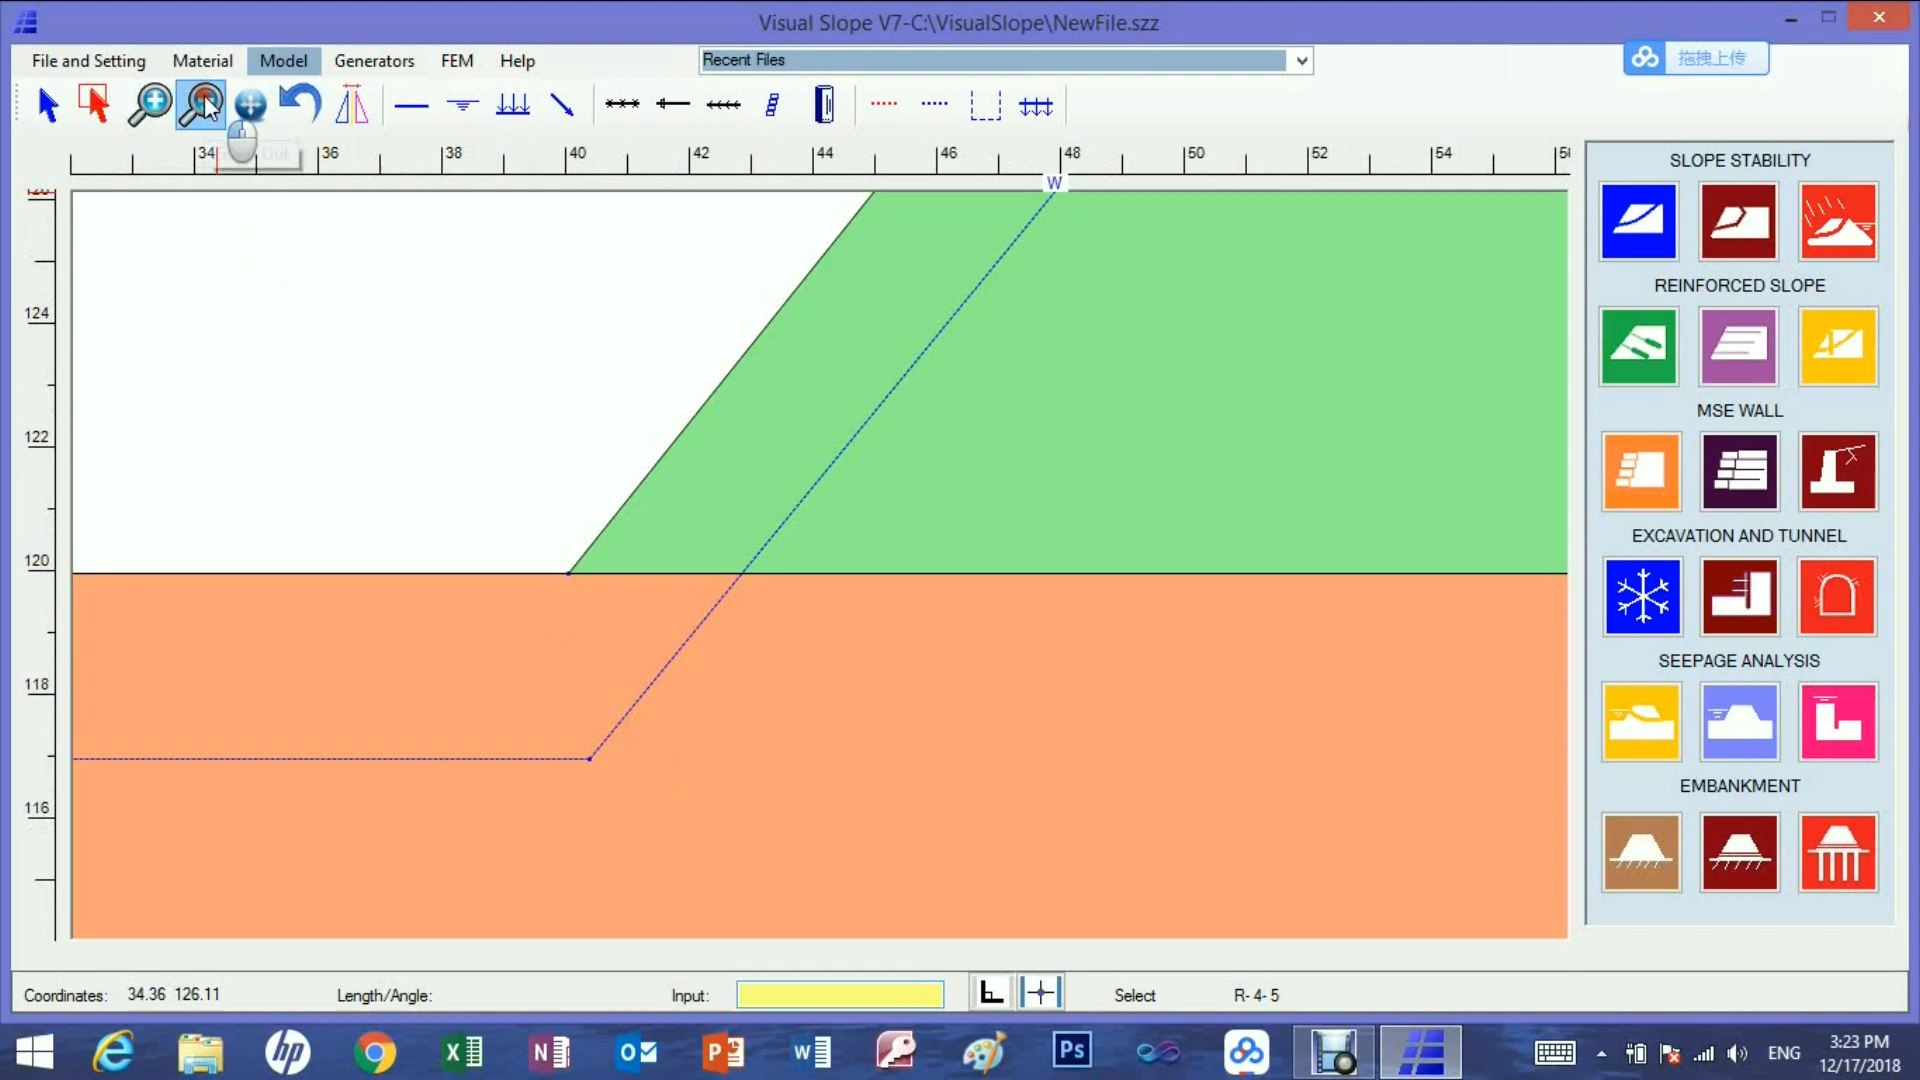 Visual Slope V7-C:\VisualSlope\NewFile.szz
File and Setting Material Model Generators FEM Help
Recent Files
拖拽上传
34 36 38 40 42 44 46 48 50 52 54
W
124
122
120
118
116
SLOPE STABILITY
REINFORCED SLOPE
MSE WALL
EXCAVATION AND TUNNEL
SEEPAGE ANALYSIS
EMBANKMENT
Coordinates: 34.36 126.11 Length/Angle: Input: Select R- 4- 5
hp
Ps
ENG
3:23 PM
12/17/2018